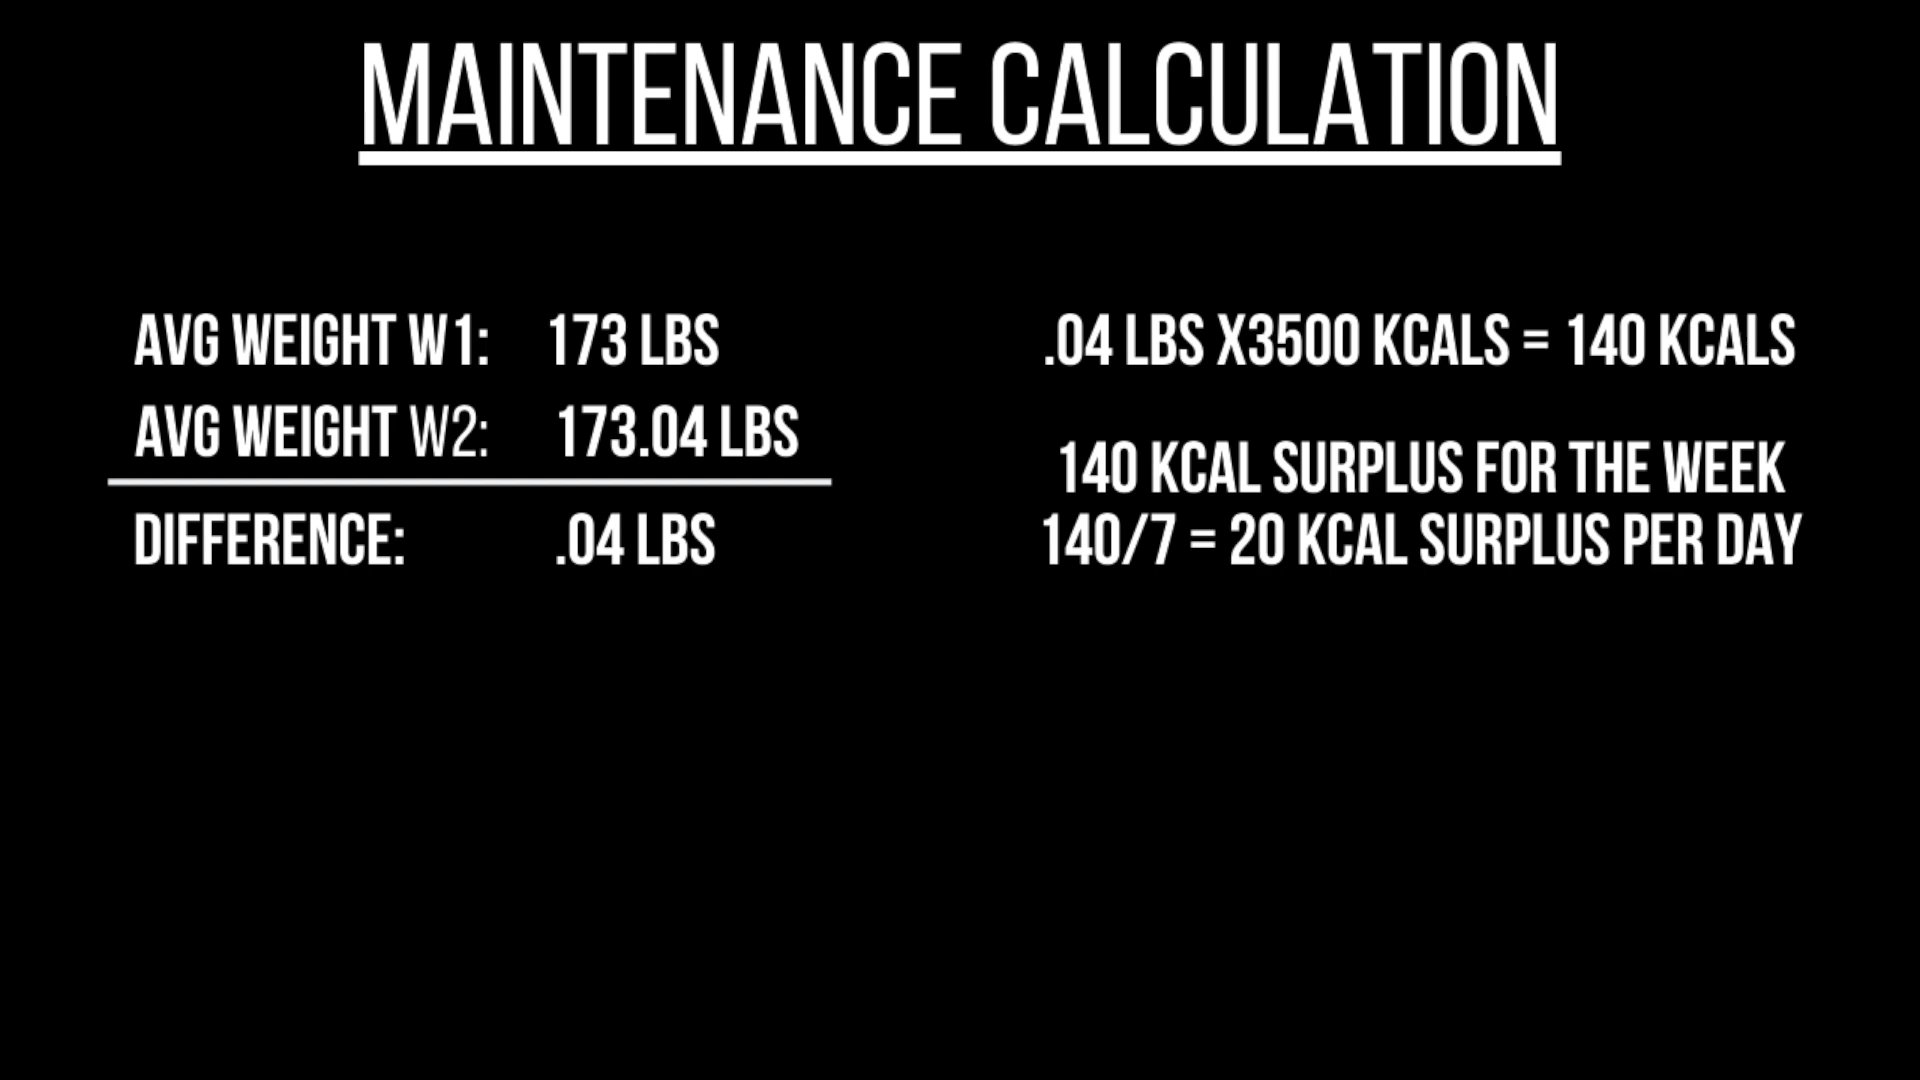 MAINTENANCE CALCULATION
AVG WEIGHT W1: 173 LBS
AVG WEIGHT W2: 173.04 LBS
DIFFERENCE: .04 LBS
.04 LBS X3500 KCALS = 140 KCALS
140 KCAL SURPLUS FOR THE WEEK
140/7 = 20 KCAL SURPLUS PER DAY